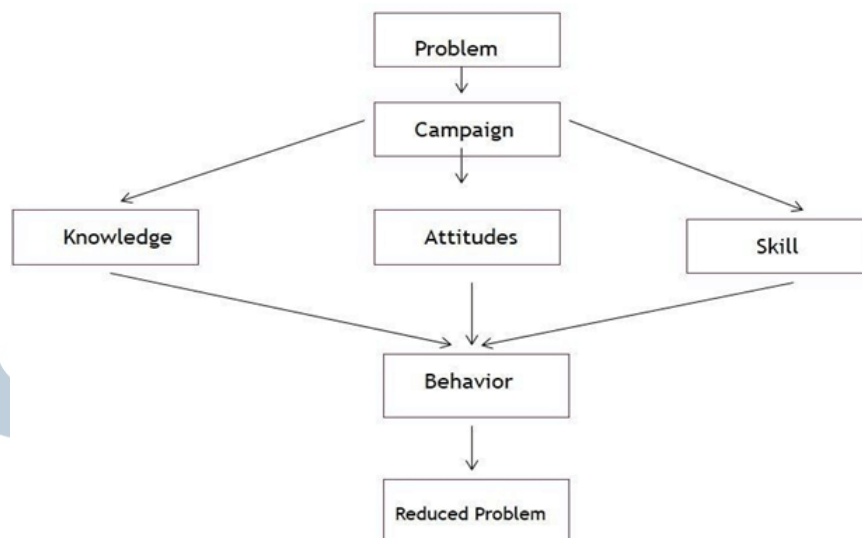 Problem
Campaign
Knowledge
Attitudes
Skill
Behavior
Reduced Problem